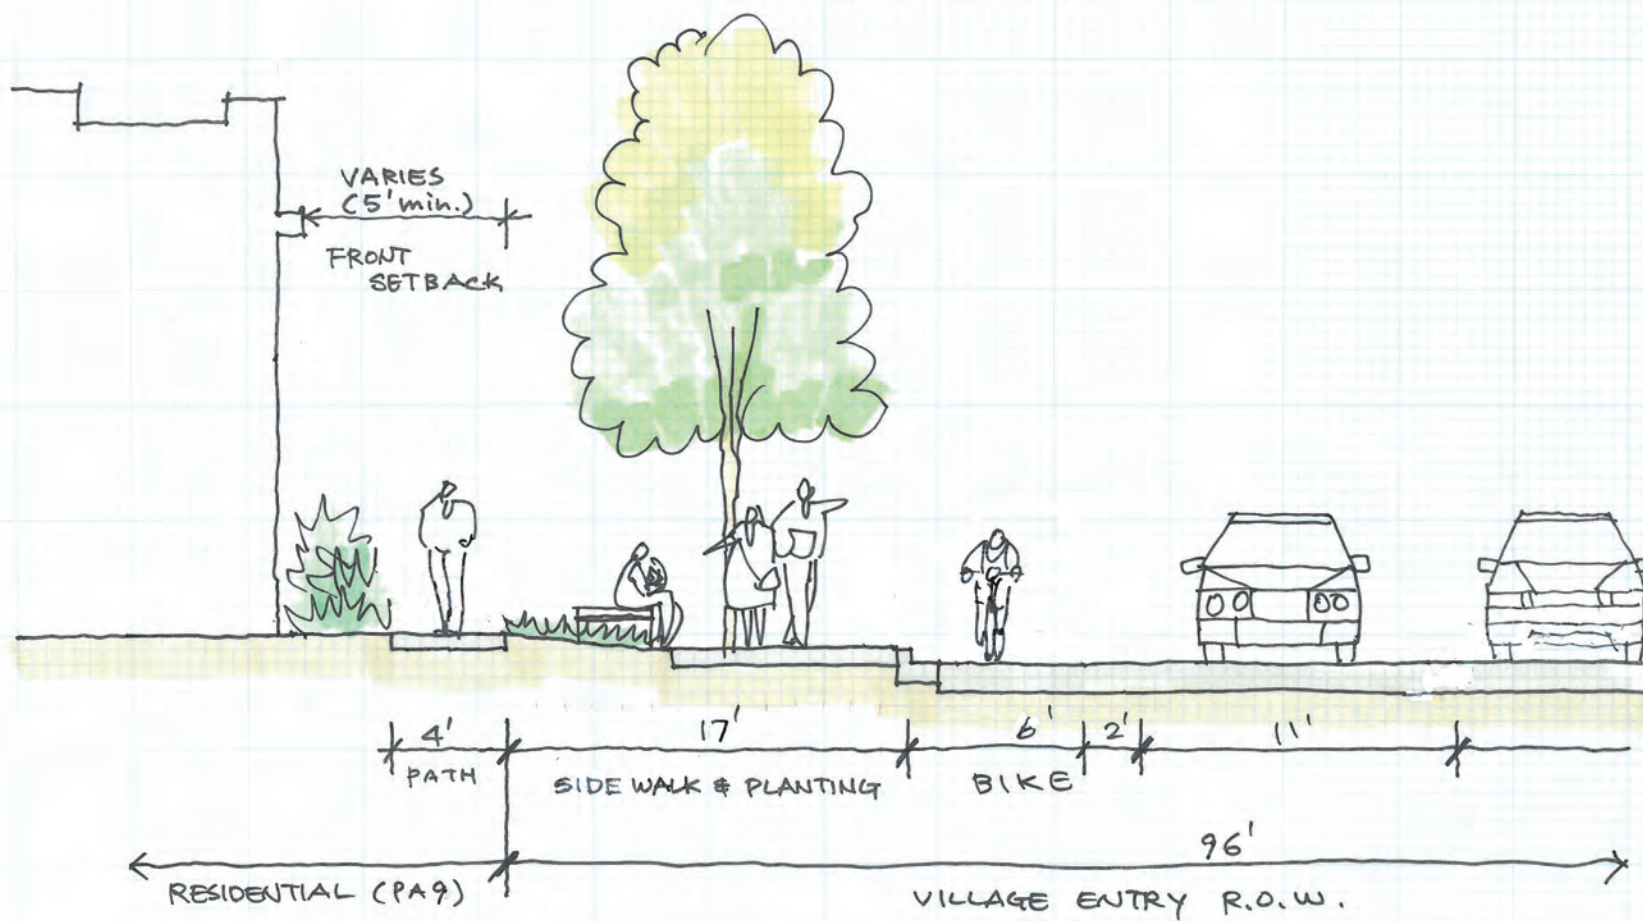 VARIES
(5' min.)
FRONT
SETBACK
4'
17'
6'
2'
11'
PATH
SIDE WALK & PLANTING
BIKE
96'
RESIDENTIAL (PA9)
VILLAGE ENTRY R.O.W.